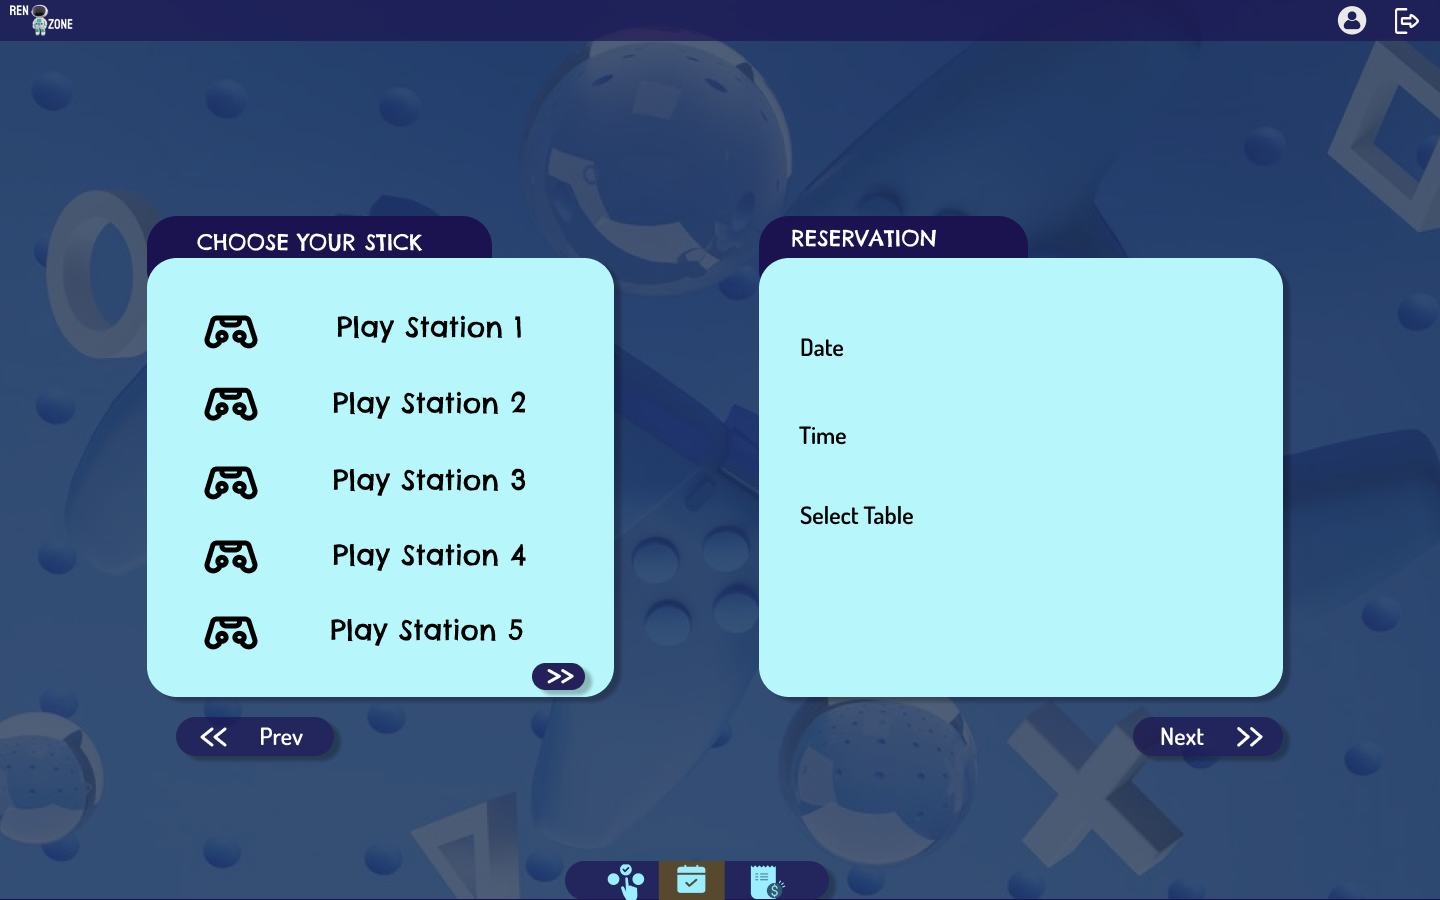 REN
ZONE
CHOOSE YOUR STICK
Play Station 1
Play Station 2
Play Station 3
Play Station 4
Play Station 5
>>
<< Prev
RESERVATION
Date
Time
Select Table
Next >>
$